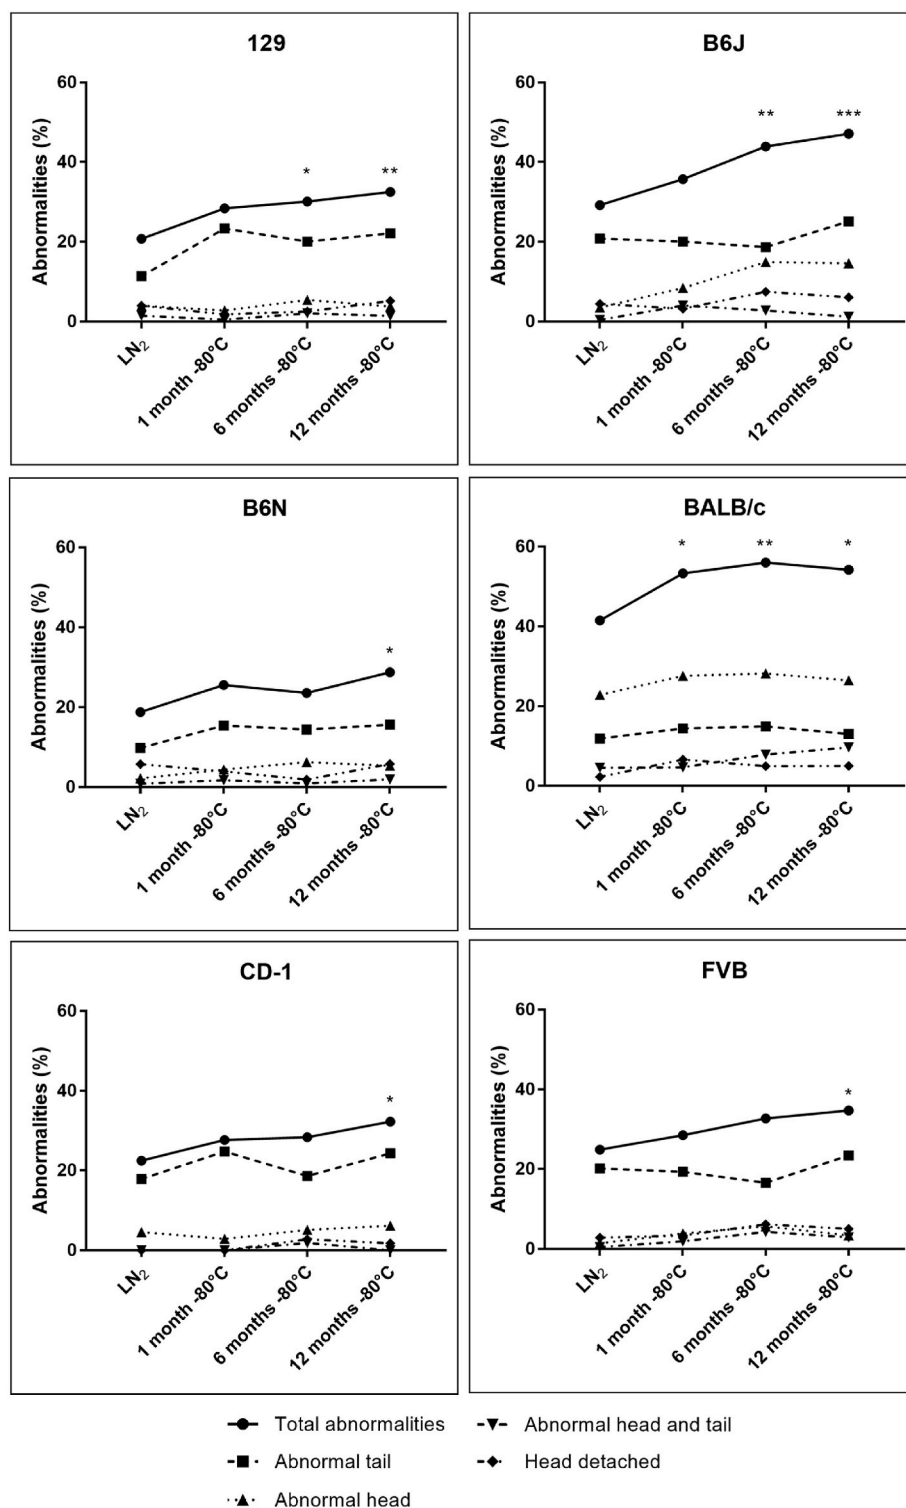 129
60
40
20
0
Abnormalities (%)
*
**
LN₂
1 month -80°C
6 months -80°C
12 months -80°C
B6J
60
40
20
0
Abnormalities (%)
**
***
LN₂
1 month -80°C
6 months -80°C
12 months -80°C
B6N
60
40
20
0
Abnormalities (%)
*
LN₂
1 month -80°C
6 months -80°C
12 months -80°C
BALB/c
60
40
20
0
Abnormalities (%)
*
**
*
LN₂
1 month -80°C
6 months -80°C
12 months -80°C
CD-1
60
40
20
0
Abnormalities (%)
*
LN₂
1 month -80°C
6 months -80°C
12 months -80°C
FVB
60
40
20
0
Abnormalities (%)
*
LN₂
1 month -80°C
6 months -80°C
12 months -80°C
Total abnormalities
Abnormal head and tail
Abnormal tail
Head detached
Abnormal head